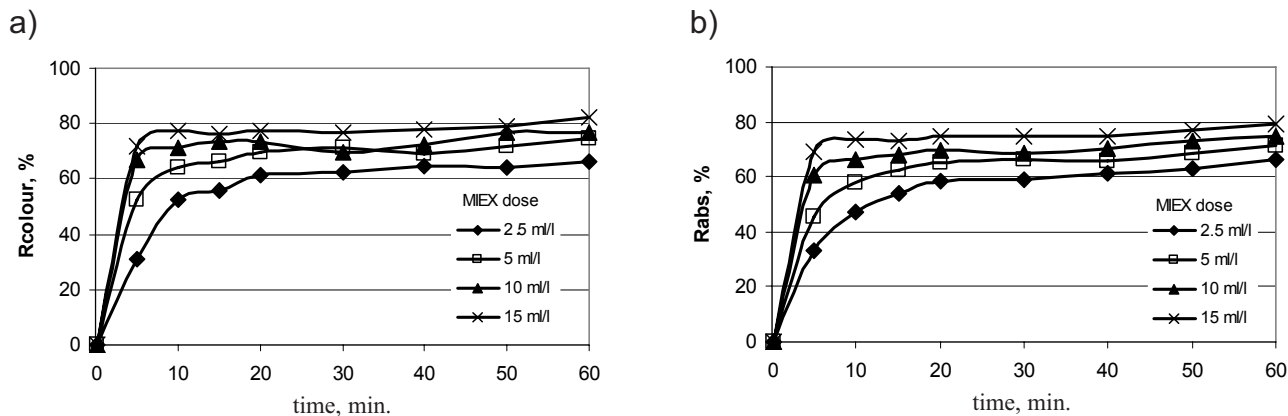 a)
100
80
60
40
20
0
Rcolour, %
MIEX dose
2.5 ml/l
5 ml/l
10 ml/l
15 ml/l
0 10 20 30 40 50 60
time, min.
b)
100
80
60
40
20
0
Rabs, %
MIEX dose
2.5 ml/l
5 ml/l
10 ml/l
15 ml/l
0 10 20 30 40 50 60
time, min.